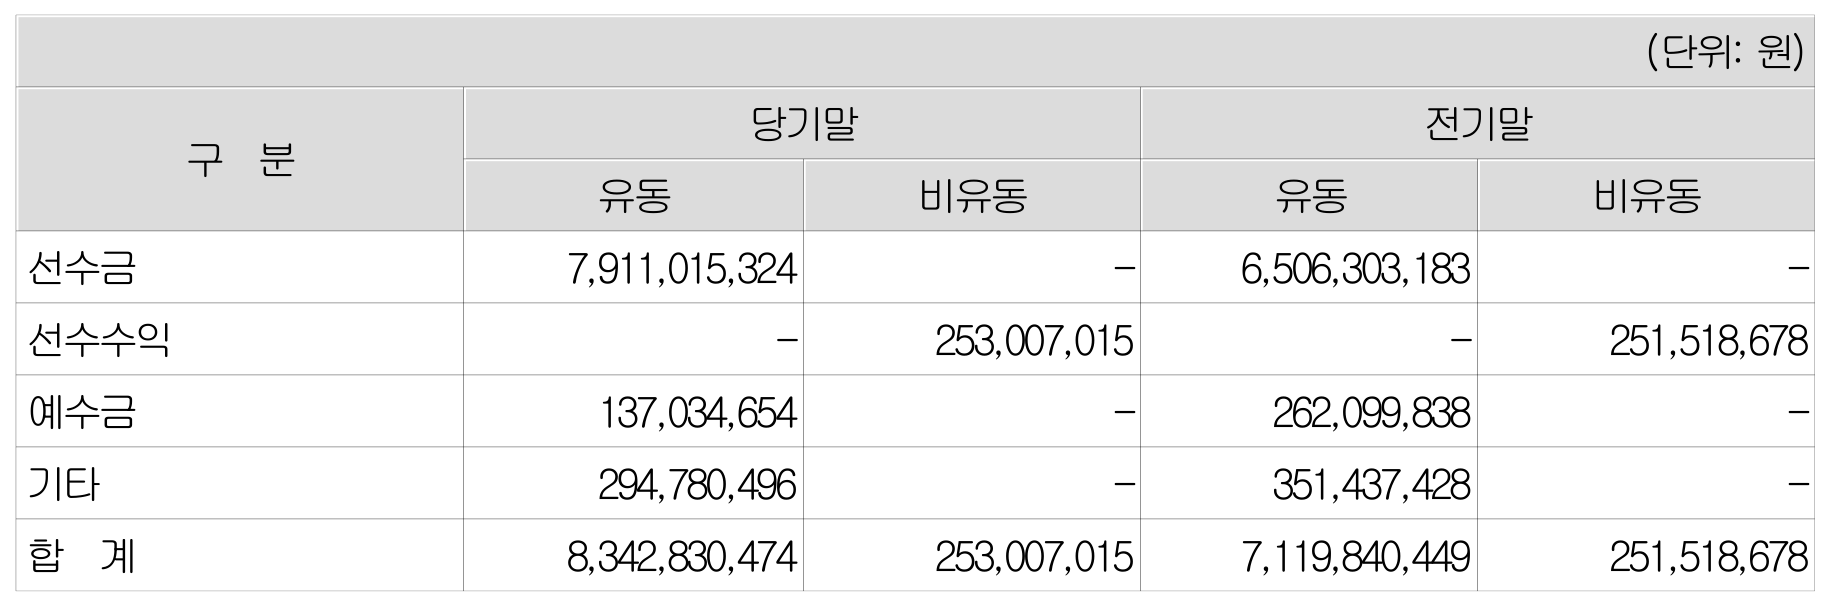 (단위: 원)
구 분 당기말 전기말
유동 비유동 유동 비유동
선수금 7,911,015,324 - 6,506,303,183 -
선수수익 - 253,007,015 - 251,518,678
예수금 137,034,654 - 262,099,838 -
기타 294,780,496 - 351,437,428 -
합 계 8,342,830,474 253,007,015 7,119,840,449 251,518,678